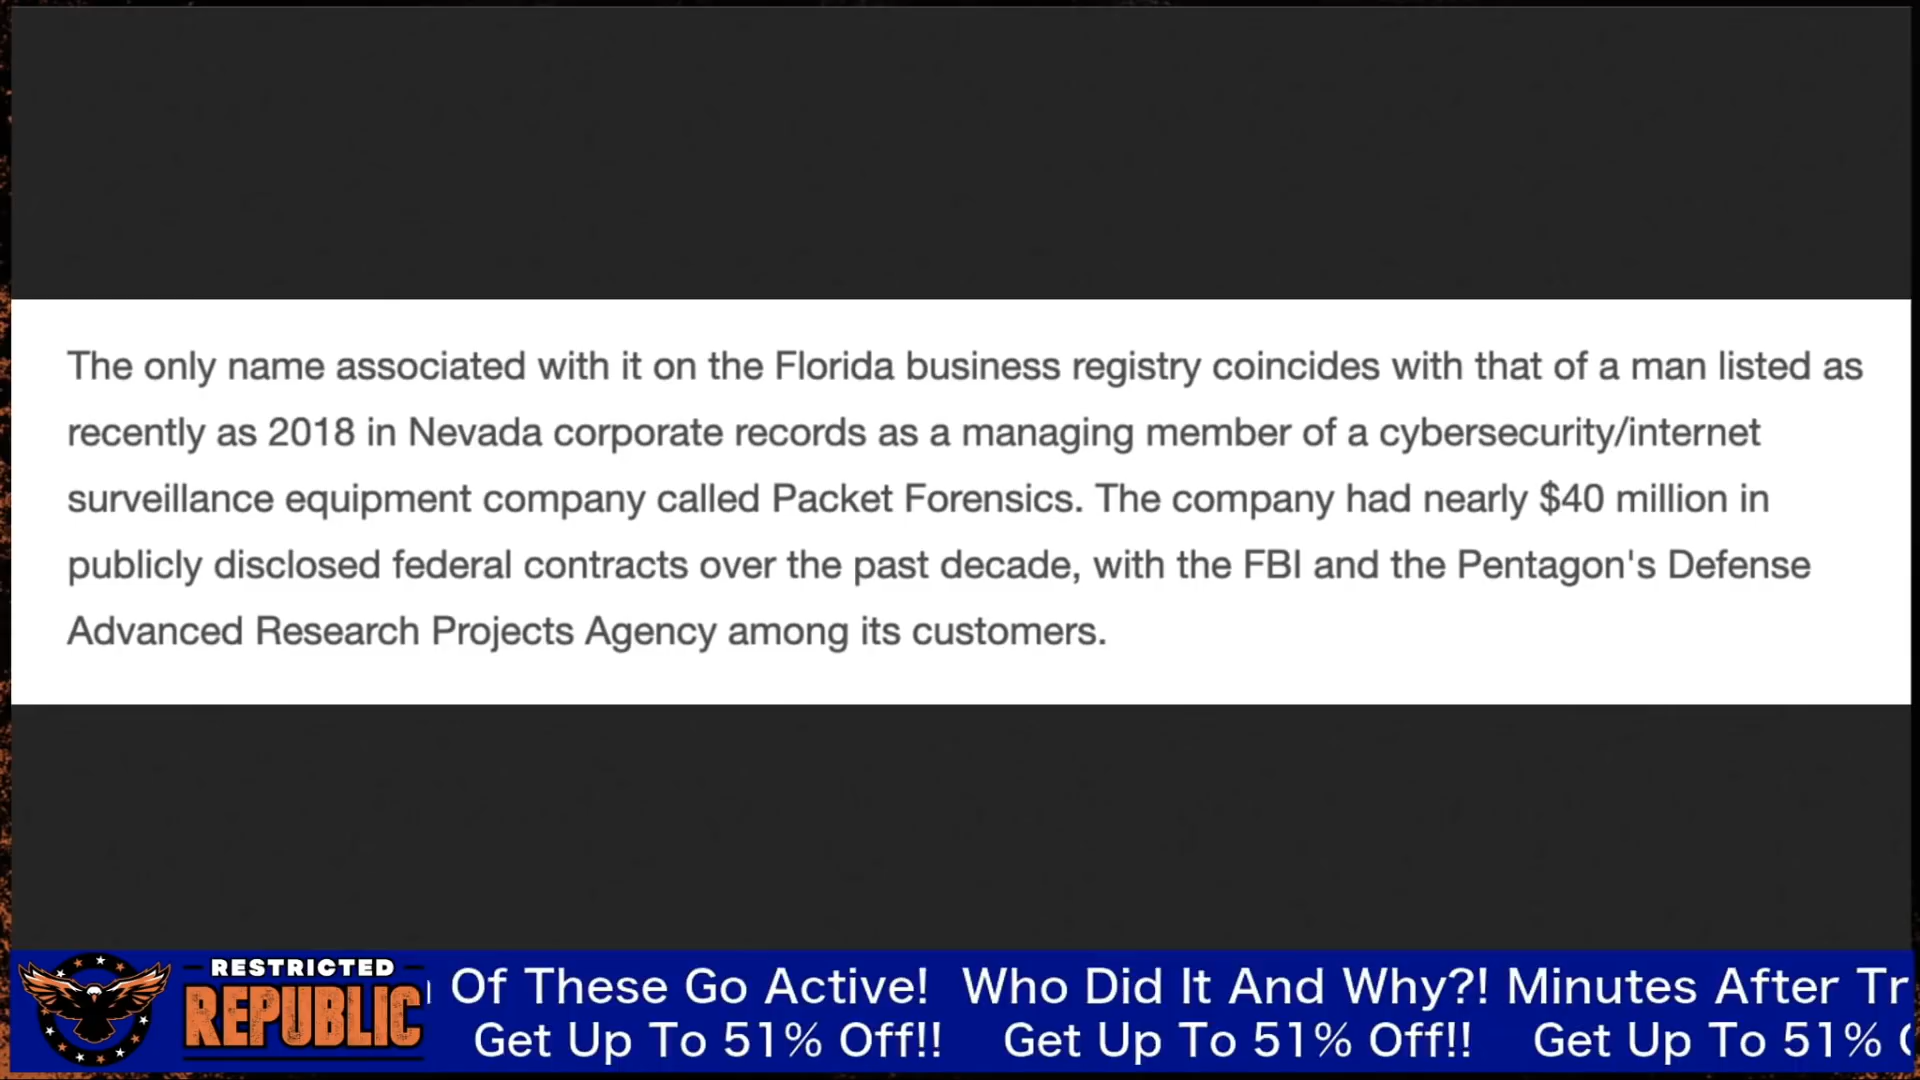 The only name associated with it on the Florida business registry coincides with that of a man listed as
recently as 2018 in Nevada corporate records as a managing member of a cybersecurity/internet
surveillance equipment company called Packet Forensics. The company had nearly $40 million in
publicly disclosed federal contracts over the past decade, with the FBI and the Pentagon's Defense
Advanced Research Projects Agency among its customers.
RESTRICTED
REPUBLIC
Of These Go Active! Who Did It And Why?! Minutes After Tr
Get Up To 51% Off!! Get Up To 51% Off!! Get Up To 51%